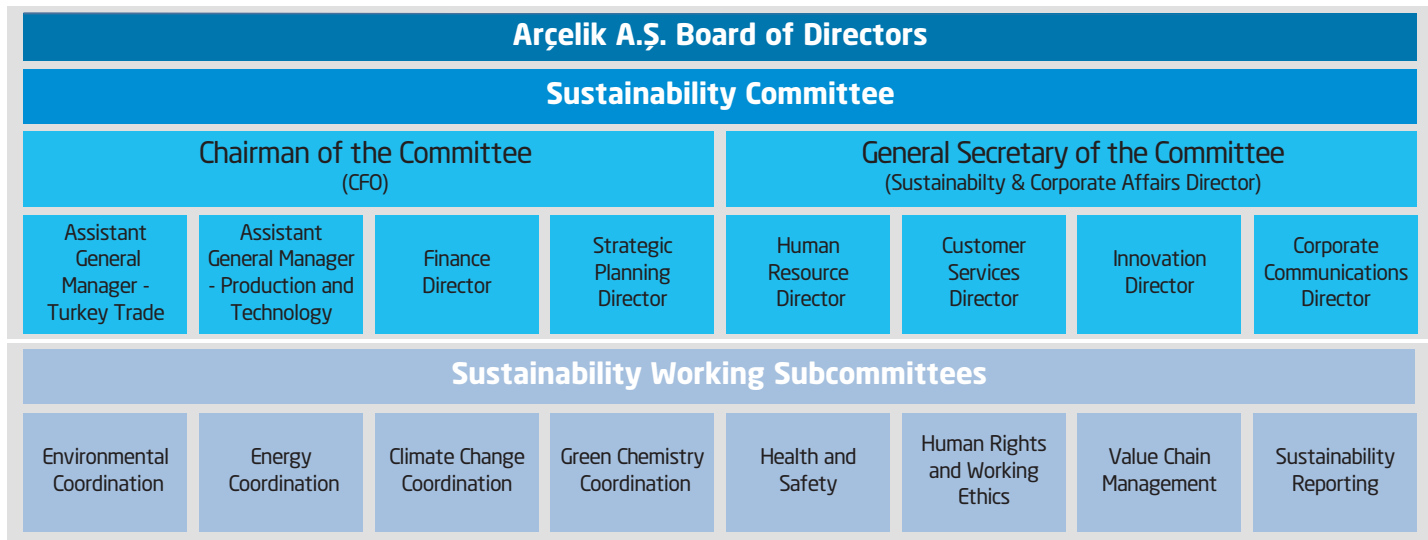 Arçelik A.Ş. Board of Directors
Sustainability Committee
Chairman of the Committee
(CFO)
General Secretary of the Committee
(Sustainabilty & Corporate Affairs Director)
Assistant
General
Manager -
Turkey Trade
Assistant
General Manager
- Production and
Technology
Finance
Director
Strategic
Planning
Director
Human
Resource
Director
Customer
Services
Director
Innovation
Director
Corporate
Communications
Director
Sustainability Working Subcommittees
Environmental
Coordination
Energy
Coordination
Climate Change
Coordination
Green Chemistry
Coordination
Health and
Safety
Human Rights
and Working
Ethics
Value Chain
Management
Sustainability
Reporting